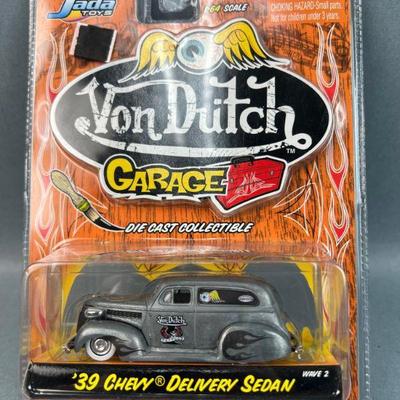 Jada
TOYS
64 SCALE
CHOKING HAZARD-Small parts.
Not for children under 3 years.
Von Dutch
TM
GARAGE
DIE CAST COLLECTIBLE
Von Dutch
'39 CHEVY® DELIVERY SEDAN
WAVE 2